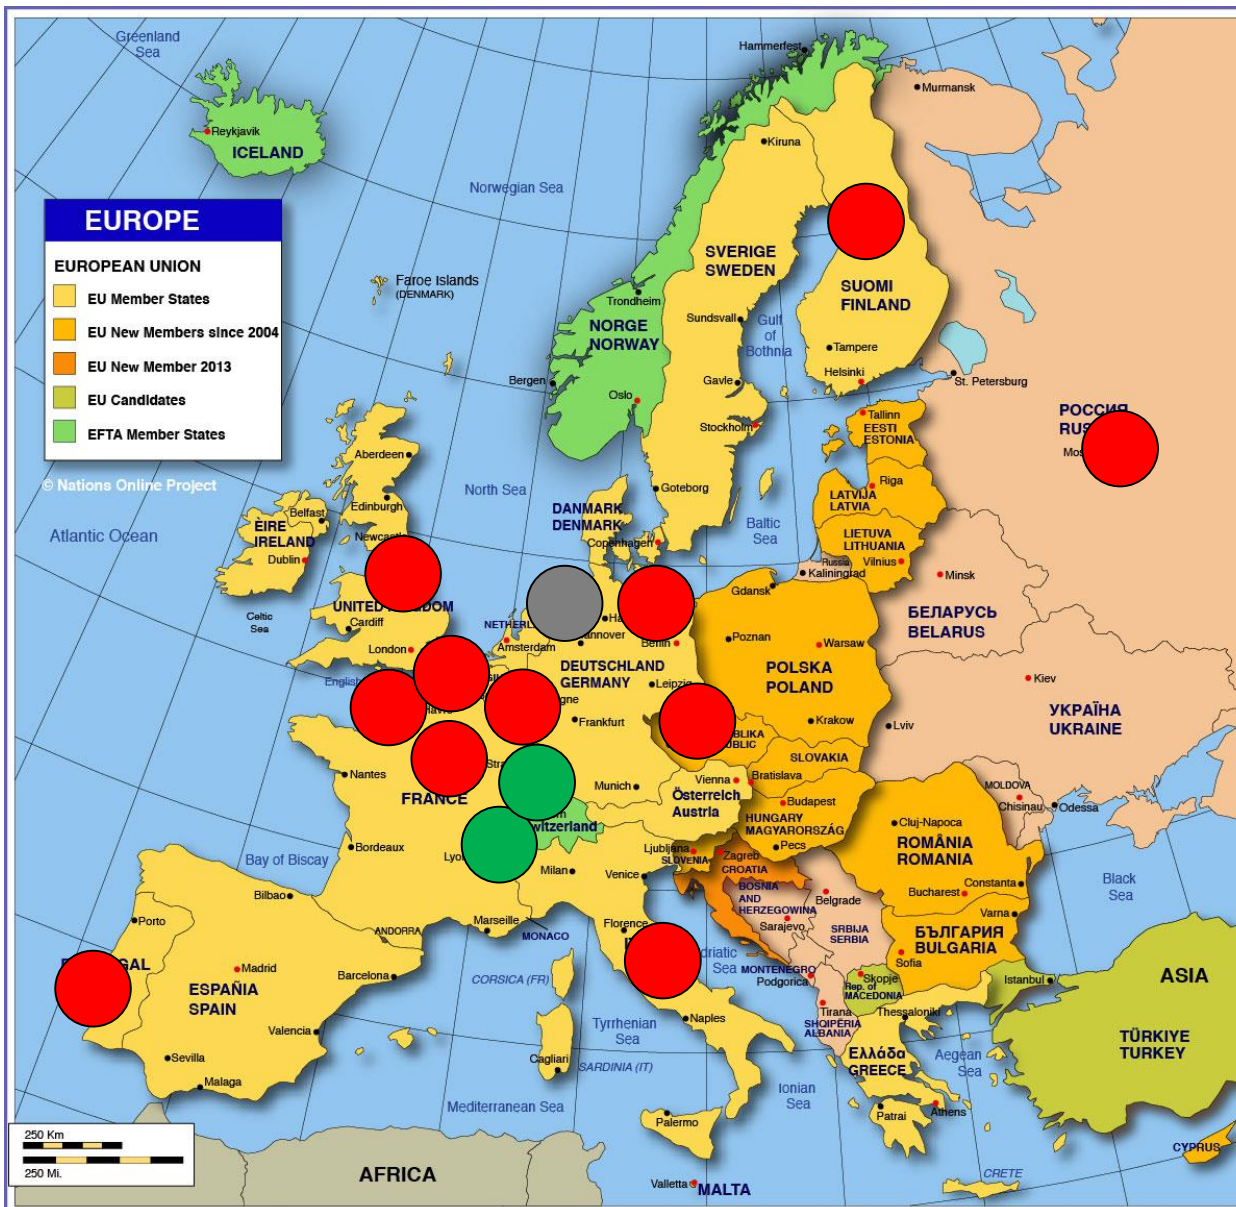 Greenland
Sea
Hammerfest
Murmansk
Reykjavik
ICELAND
Kiruna
Norwegian Sea
EUROPE
EUROPEAN UNION
EU Member States
EU New Members since 2004
EU New Member 2013
EU Candidates
EFTA Member States
© Nations Online Project
Faroe Islands
(DENMARK)
SVERIGE
SWEDEN
SUOMI
FINLAND
Trondheim
NORGE
NORWAY
Sundsvall
Gulf
of
Bothnia
Tampere
Helsinki
St. Petersburg
Bergen
Oslo
Gavle
Stockholm
Tallinn
EESTI
ESTONIA
РОССИЯ
Aberdeen
Edinburgh
North Sea
Goteborg
Riga
LATVIJA
LATVIA
Atlantic Ocean
Belfast
ÈIRE
IRELAND
Dublin
DANMARK
DENMARK
Copenhagen
Baltic
Sea
LIETUVA
LITHUANIA
Vilnius
Russia
Kaliningrad
Minsk
БЕЛАРУСЬ
BELARUS
Celtic
Sea
Cardiff
London
Amsterdam
Berlin
Gdansk
Poznan
Warsaw
POLSKA
POLAND
DEUTSCHLAND
GERMANY
Leipzig
Frankfurt
Krakow
Lviv
Kiev
УКРАЇНА
UKRAINE
Nantes
FRANCE
Munich
SLOVAKIA
Vienna
Bratislava
Österreich
Austria
Budapest
HUNGARY
MAGYARORSZÁG
Pecs
MOLDOVA
Chisinau
Odessa
Cluj-Napoca
ROMÂNIA
ROMANIA
Bay of Biscay
Bordeaux
Milan
Venice
Ljubljana
SLOVENIA
Zagreb
CROATIA
BOSNIA
AND
HERZEGOVINA
Sarajevo
Belgrade
SRBIJA
SERBIA
Bucharest
Constanta
Varna
Black
Sea
БЪЛГАРИЯ
BULGARIA
Sofia
Bilbao
Porto
ANDORRA
Marseille
MONACO
Florence
Madrid
ESPAÑIA
SPAIN
Barcelona
Valencia
CORSICA (FR)
Sea
MONTENEGRO
Podgorica
Skopje
Rep. of
MACEDONIA
Tirana
SHQIPËRIA
ALBANIA
Istanbul
ASIA
TÜRKIYE
TURKEY
Thessaloniki
Ελλάδα
GREECE
Aegean
Sea
Naples
Tyrrhenian
Sea
Cagliari
SARDINIA (IT)
Sevilla
Malaga
Mediterranean Sea
Ionian
Sea
Palermo
Patrai
Athens
CRETE
CYPRUS
250 Km
250 Mi.
AFRICA
Valletta
MALTA